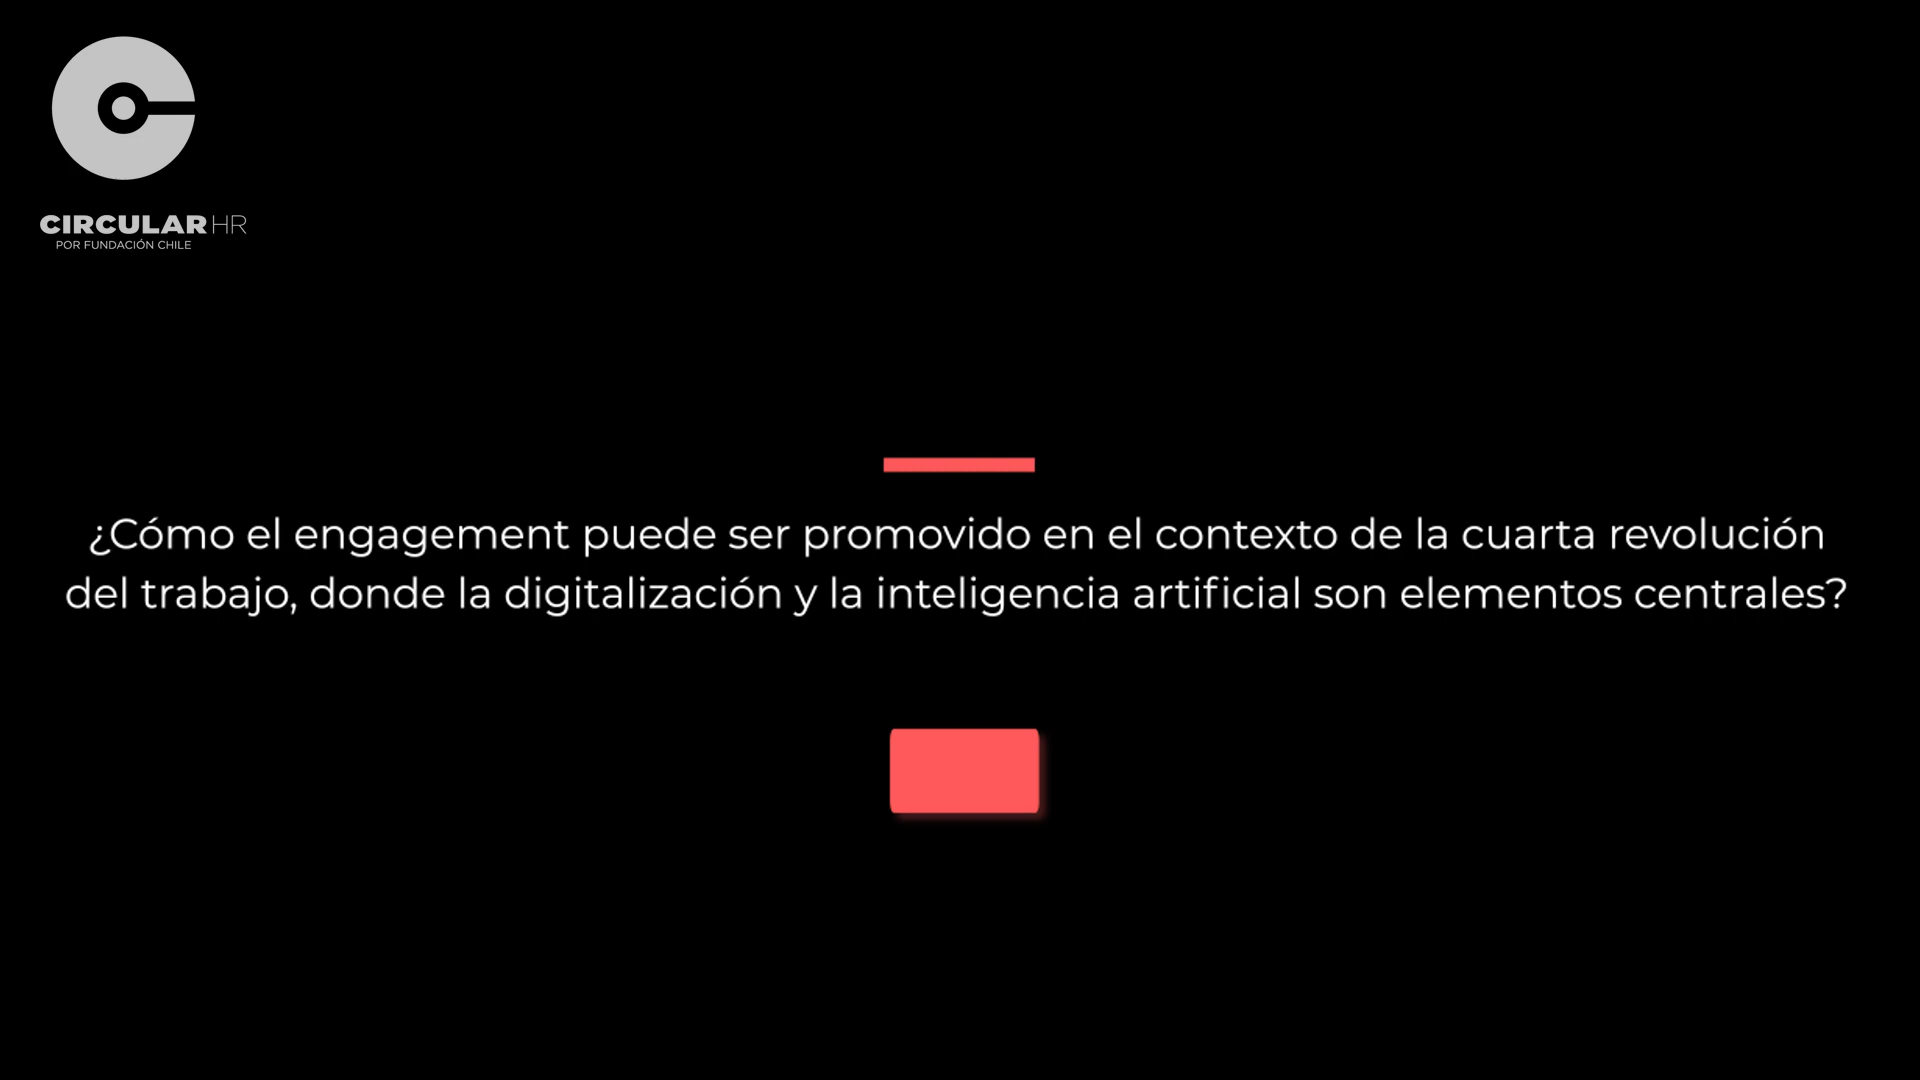 CIRCULAR HR
POR FUNDACIÓN CHILE
¿Cómo el engagement puede ser promovido en el contexto de la cuarta revolución
del trabajo, donde la digitalización y la inteligencia artificial son elementos centrales?